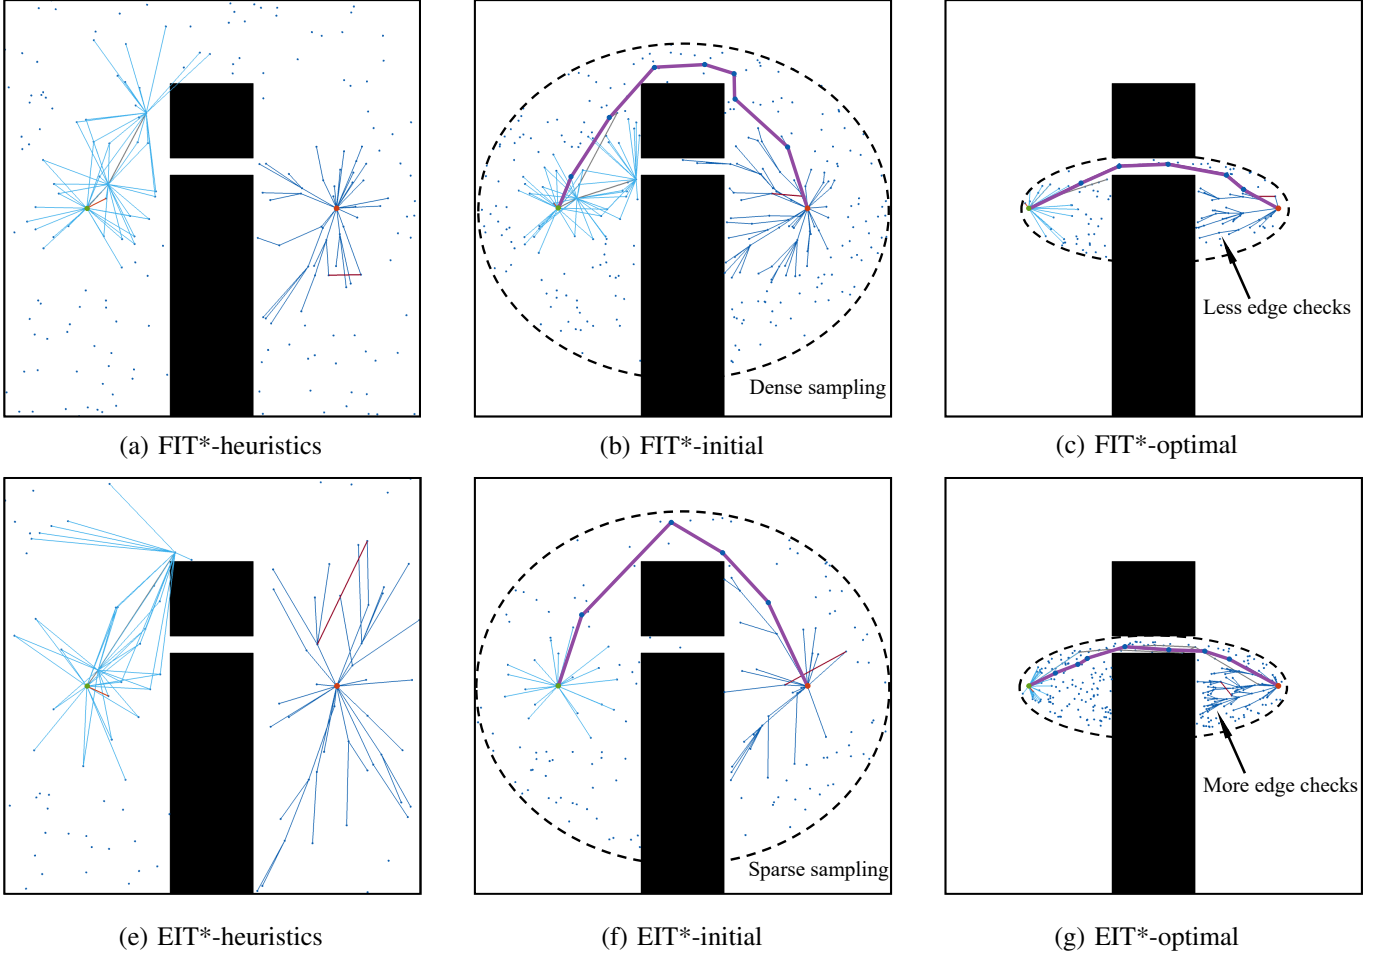 Less edge checks
Dense sampling
(a) FIT*-heuristics
(b) FIT*-initial
(c) FIT*-optimal
More edge checks
Sparse sampling
(e) EIT*-heuristics
(f) EIT*-initial
(g) EIT*-optimal